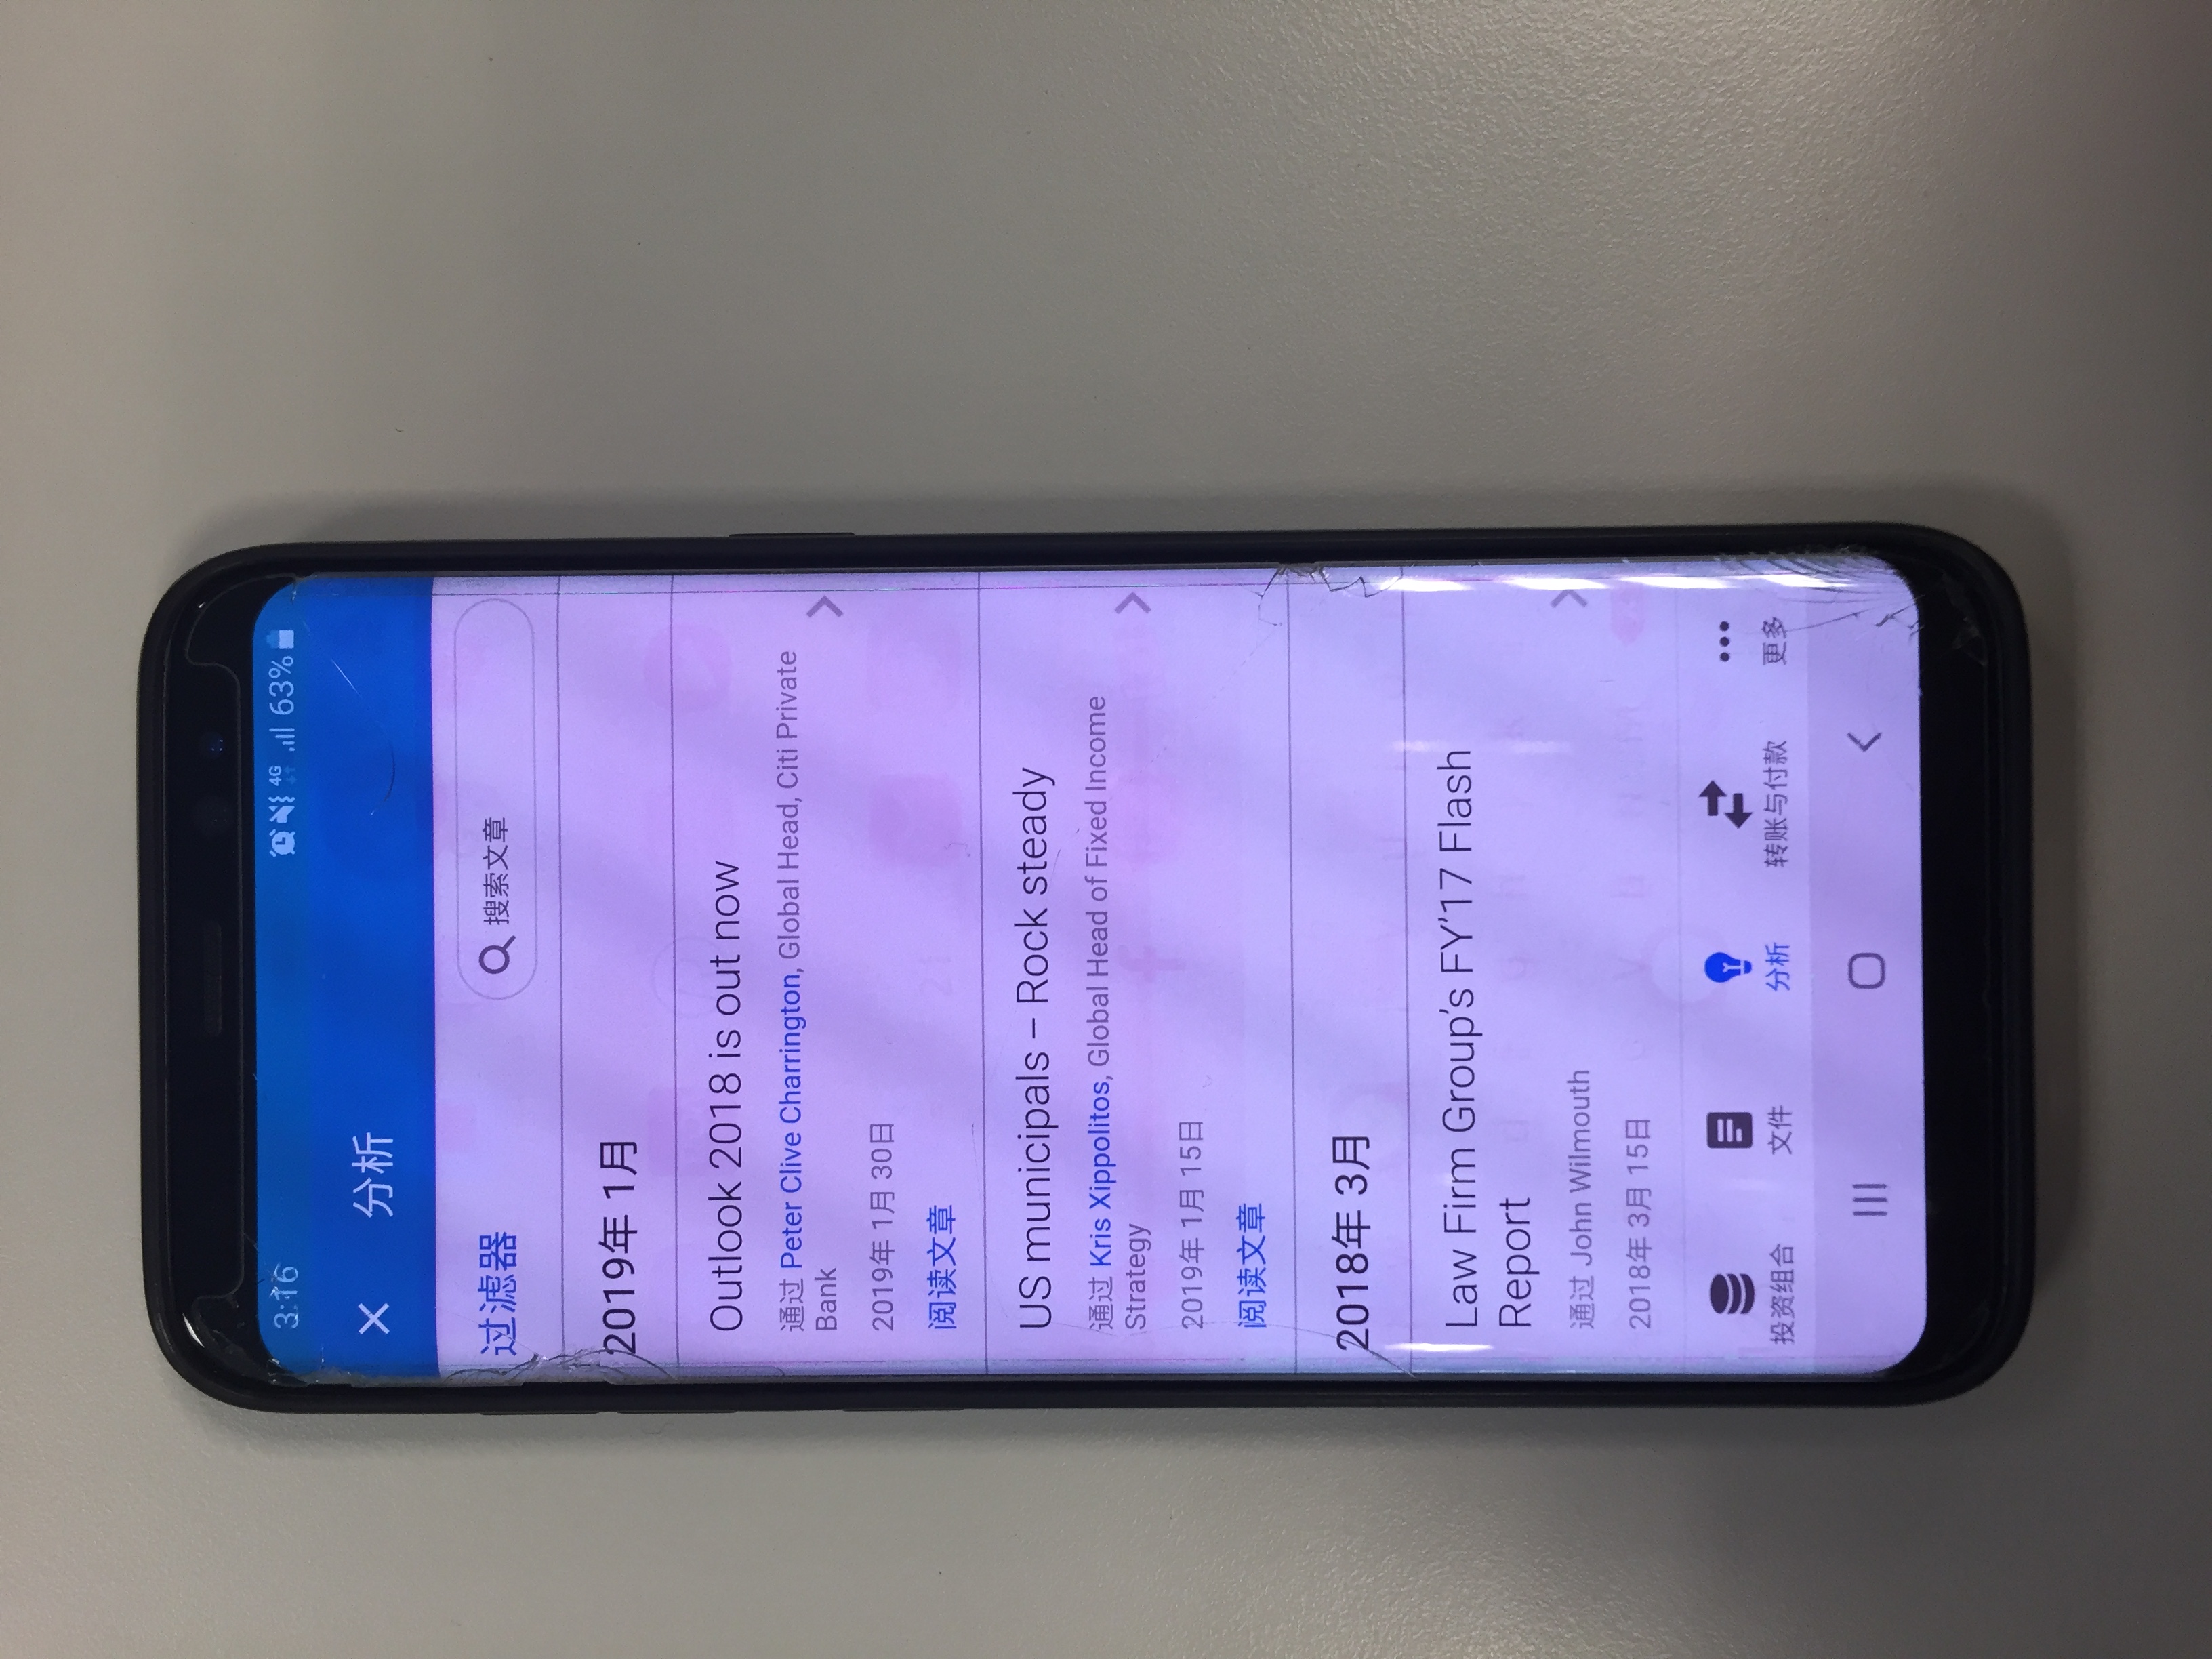 3:16 4G 63%
分析
过滤器 搜索文章
2019年 1月
Outlook 2018 is out now
通过 Peter Clive Charrington, Global Head, Citi Private
Bank
2019年 1月 30日
阅读文章
US municipals – Rock steady
通过 Kris Xippolitos, Global Head of Fixed Income
Strategy
2019年 1月 15日
阅读文章
2018年 3月
Law Firm Group’s FY’17 Flash
Report
通过 John Wilmouth
2018年 3月 15日
投资组合 文件 分析 转账与付款 更多